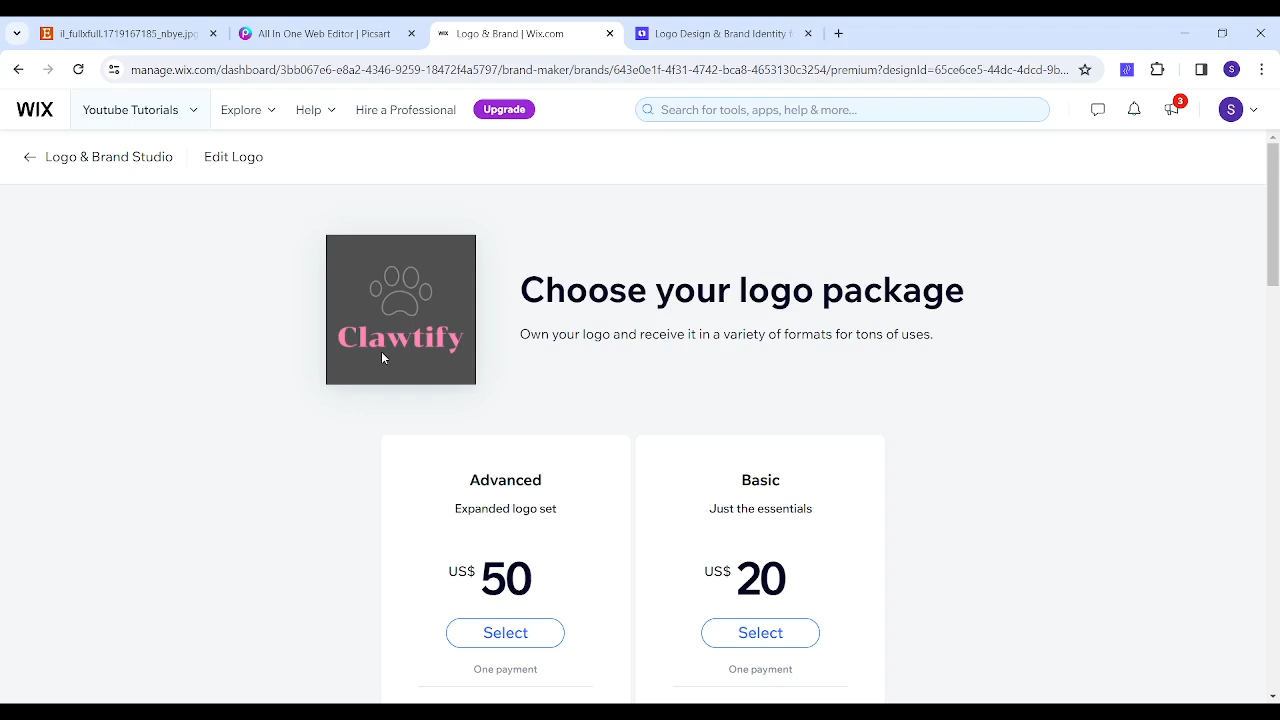 il_fullxfull.1719167185_nbye.jpg
All In One Web Editor | Picsart
WIX
Logo & Brand | Wix.com
Logo Design & Brand Identity f
manage.wix.com/dashboard/3bb067e6-e8a2-4346-9259-18472f4a5707/brand-maker/brands/643e0e1f-4f31-4742-bca8-4653130c3254/premium?designId=65ce6ce5-44dc-4dcd-9b...
S
WIX
Youtube Tutorials
Explore
Help
Hire a Professional
Upgrade
Search for tools, apps, help & more...
3
S
Logo & Brand Studio
Edit Logo
Clawtify
Choose your logo package
Own your logo and receive it in a variety of formats for tons of uses.
Advanced
Expanded logo set
US$ 50
Select
One payment
Basic
Just the essentials
US$ 20
Select
One payment